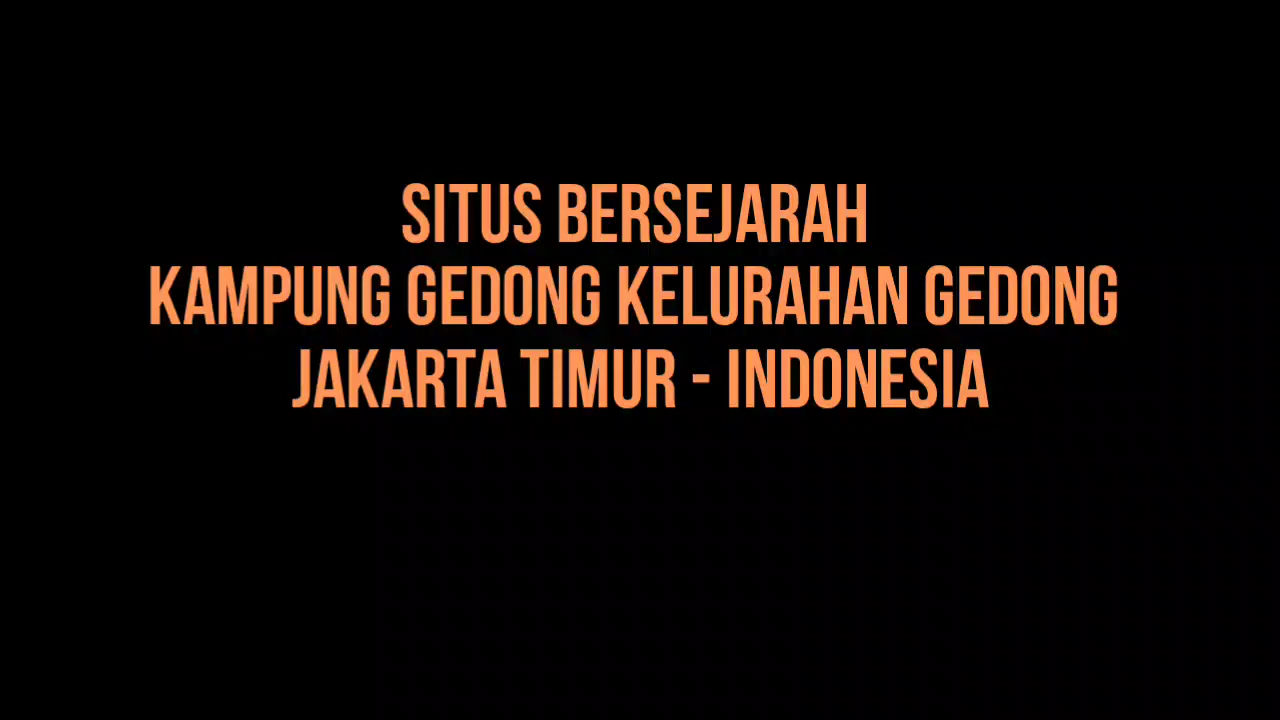 SITUS BERSEJARAH
KAMPUNG GEDONG KELURAHAN GEDONG
JAKARTA TIMUR - INDONESIA